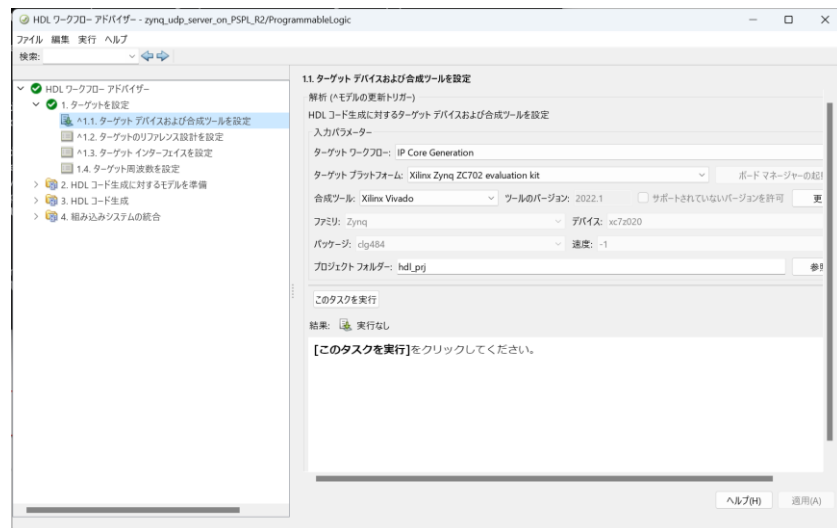 HDL ワークフロー アドバイザー - zynq_udp_server_on_PSPL_R2/ProgrammableLogic
ファイル 編集 実行 ヘルプ
検索:
HDL ワークフロー アドバイザー
1. ターゲットを設定
^1.1. ターゲット デバイスおよび合成ツールを設定
^1.2. ターゲットのリファレンス設計を設定
^1.3. ターゲット インターフェイスを設定
1.4. ターゲット周波数を設定
2. HDL コード生成に対するモデルを準備
3. HDL コード生成
4. 組み込みシステムの統合
1.1. ターゲット デバイスおよび合成ツールを設定
解析 (^モデルの更新トリガー)
HDL コード生成に対するターゲット デバイスおよび合成ツールを設定
入力パラメーター
ターゲット ワークフロー: IP Core Generation
ターゲット プラットフォーム: Xilinx Zynq ZC702 evaluation kit ボード マネージャーの起
合成ツール: Xilinx Vivado ツールのバージョン: 2022.1 サポートされていないバージョンを許可 更
ファミリ: Zynq デバイス: xc7z020
パッケージ: clg484 速度: -1
プロジェクト フォルダー: hdl_prj 参照
このタスクを実行
結果: 実行なし
[このタスクを実行]をクリックしてください。
ヘルプ(H) 適用(A)